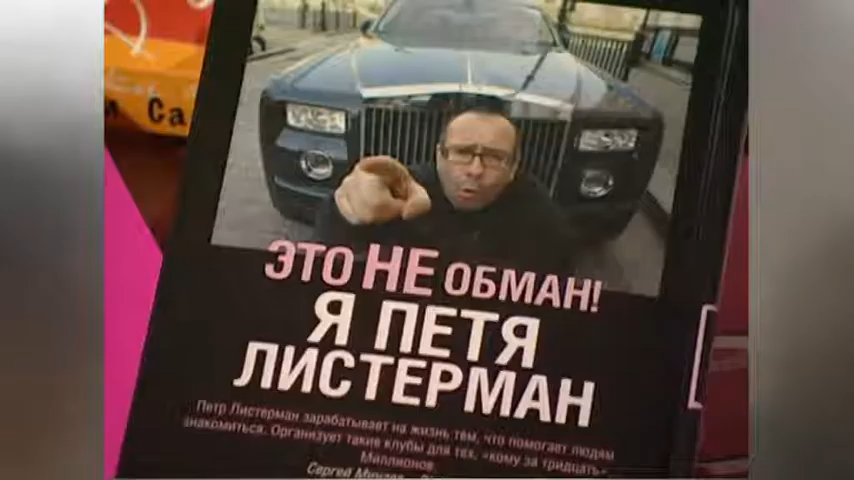 Са
ЭТО НЕ ОБМАН!
Я ПЕТЯ
ЛИСТЕРМАН
Петр Листерман зарабатывает на жизнь тем, что помогает людям
знакомиться. Организует такие клубы для тех, «кому за тридцать»
Миллионов
Сергей